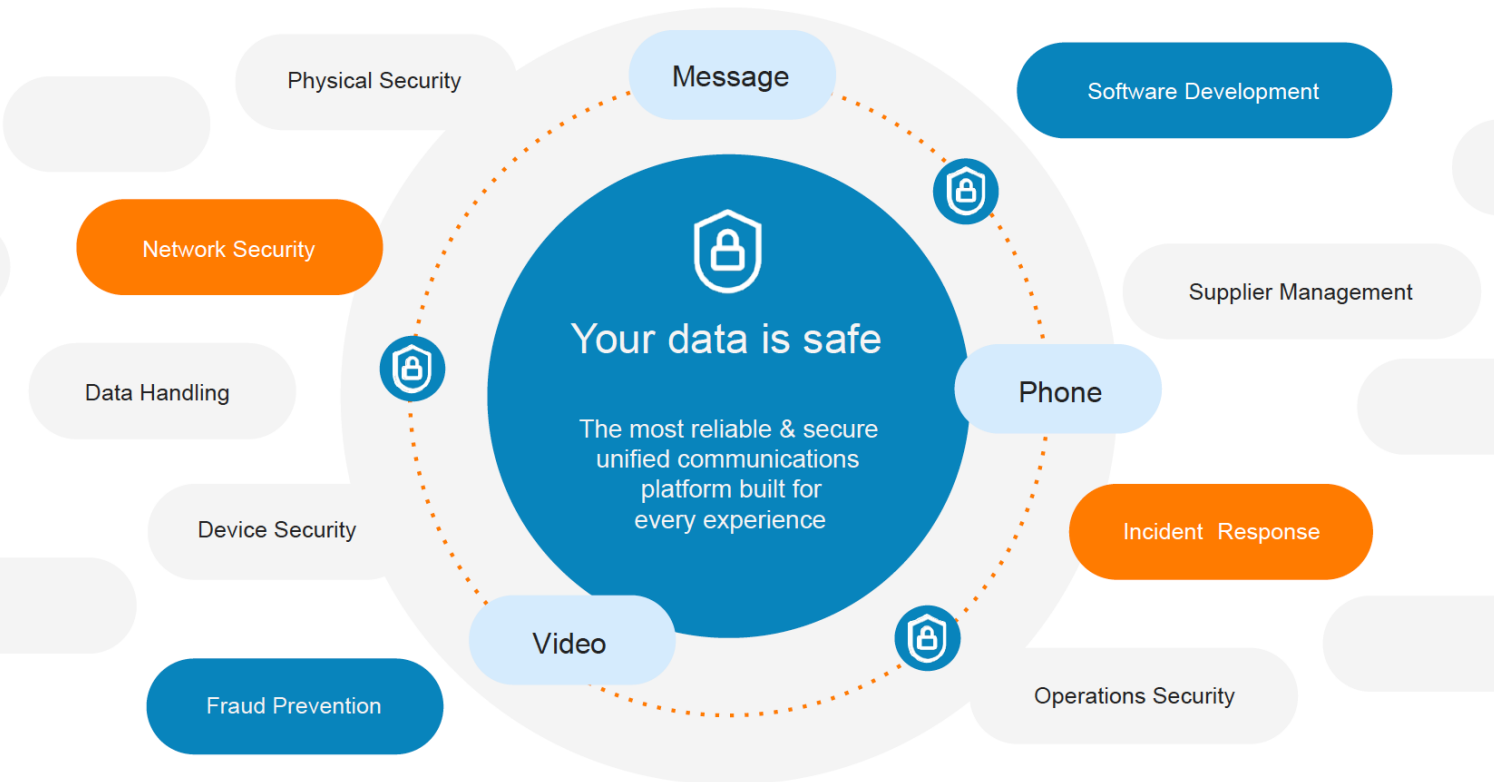 Message
Physical Security
Software Development
Network Security
Supplier Management
Your data is safe
Data Handling
Phone
The most reliable & secure
unified communications
platform built for
every experience
Device Security
Incident Response
Video
Operations Security
Fraud Prevention